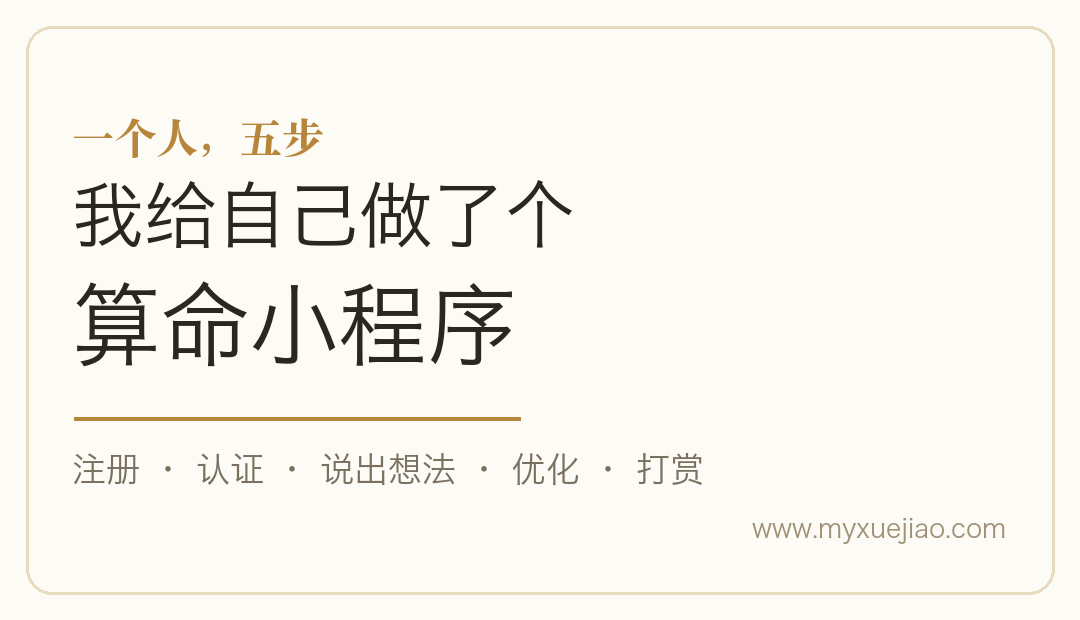 一个人，五步
我给自己做了个
算命小程序
注册 · 认证 · 说出想法 · 优化 · 打赏
www.myxuejiao.com